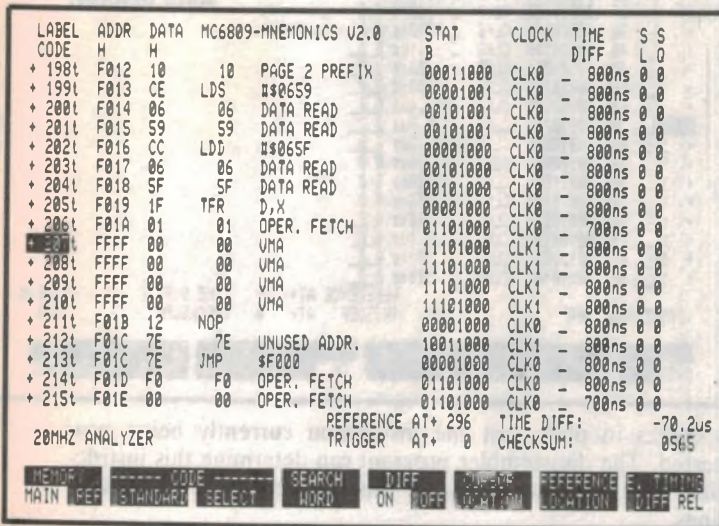 LABEL ADDR DATA MC6809-MNEMONICS V2.0 STAT CLOCK TIME S S
CODE H H B DIFF L Q
+ 198t F012 10 10 PAGE 2 PREFIX 00011000 CLK0 _ 800ns 0 0
+ 199t F013 CE LDS #$0659 00001001 CLK0 _ 800ns 0 0
+ 200t F014 06 06 DATA READ 00101001 CLK0 _ 800ns 0 0
+ 201t F015 59 59 DATA READ 00101001 CLK0 _ 800ns 0 0
+ 202t F016 CC LDD #$065F 00001000 CLK0 _ 800ns 0 0
+ 203t F017 06 06 DATA READ 00101000 CLK0 _ 800ns 0 0
+ 204t F018 5F 5F DATA READ 00101000 CLK0 _ 800ns 0 0
+ 205t F019 1F TFR D,X 00001000 CLK0 _ 800ns 0 0
+ 206t F01A 01 01 OPER. FETCH 01101000 CLK0 _ 700ns 0 0
+ 207t FFFF 00 00 VMA 11101000 CLK1 _ 800ns 0 0
+ 208t FFFF 00 00 VMA 11101000 CLK1 _ 800ns 0 0
+ 209t FFFF 00 00 VMA 11101000 CLK1 _ 800ns 0 0
+ 210t FFFF 00 00 VMA 11101000 CLK1 _ 800ns 0 0
+ 211t F01B 12 NOP 00001000 CLK0 _ 800ns 0 0
+ 212t F01C 7E 7E UNUSED ADDR. 10011000 CLK1 _ 800ns 0 0
+ 213t F01C 7E JMP $F000 00001000 CLK0 _ 800ns 0 0
+ 214t F01D F0 F0 OPER. FETCH 01101000 CLK0 _ 800ns 0 0
+ 215t F01E 00 00 OPER. FETCH 01101000 CLK0 _ 700ns 0 0
REFERENCE AT+ 296 TIME DIFF: -70.2us
20MHZ ANALYZER TRIGGER AT+ 0 CHECKSUM: 0565
MEMORY ------ CODE ------ SEARCH DIFF CURSOR REFERENCE E. TIMING
MAIN REF STANDARD SELECT WORD ON OFF LOCATION LOCATION DIFF REL